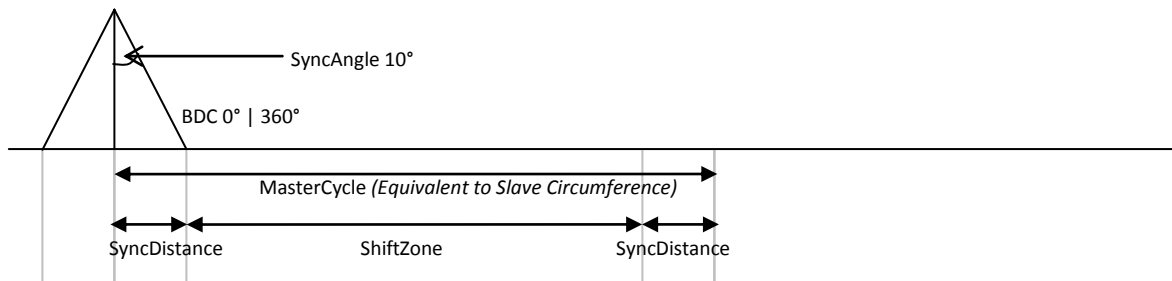 SyncAngle 10°
BDC 0° | 360°
MasterCycle (Equivalent to Slave Circumference)
SyncDistance ShiftZone SyncDistance